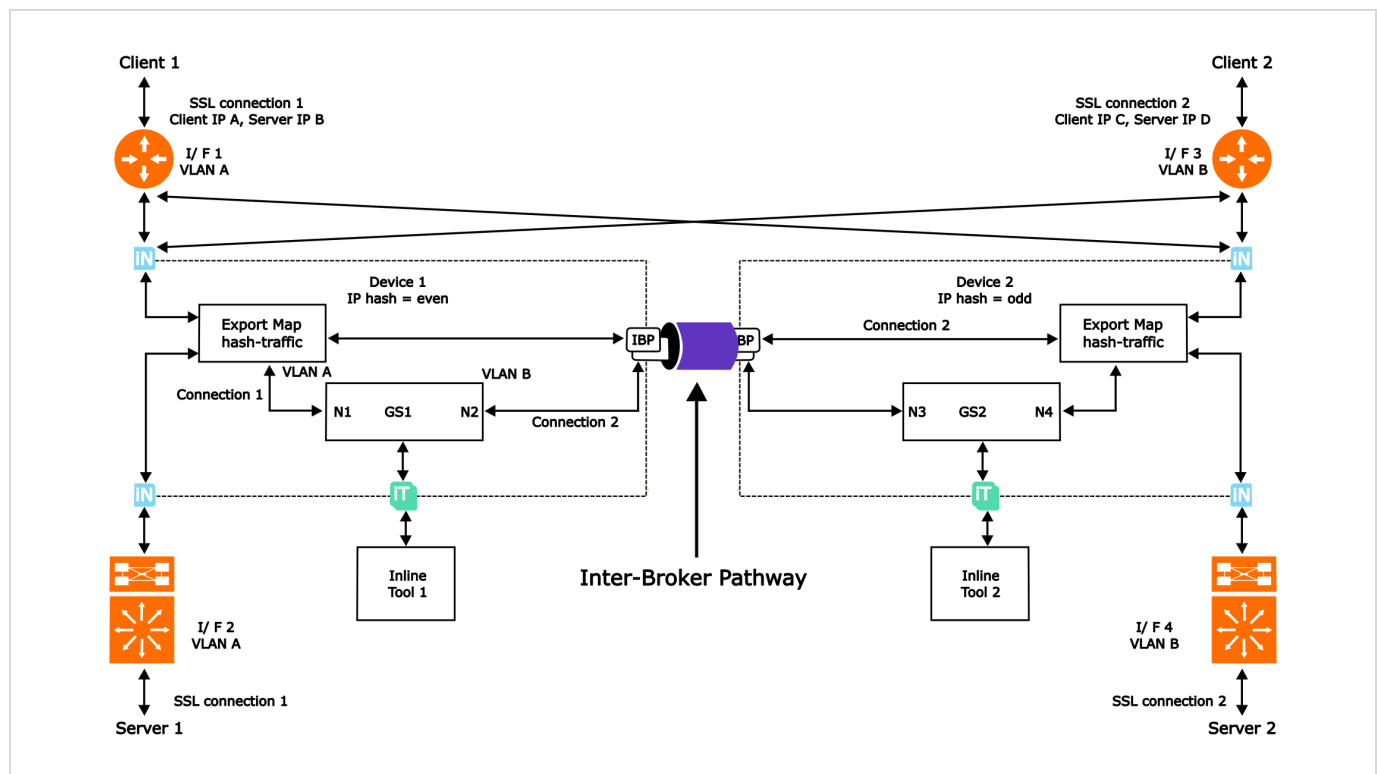 Client 1
Client 2
SSL connection 1
Client IP A, Server IP B
SSL connection 2
Client IP C, Server IP D
I/ F 1
VLAN A
I/ F 3
VLAN B
iN
iN
Device 1
IP hash = even
Device 2
IP hash = odd
Export Map
hash-traffic
IBP
BP
Connection 2
Export Map
hash-traffic
VLAN A
VLAN B
Connection 1
N1 GS1 N2
Connection 2
N3 GS2 N4
iN
iT
iT
iN
Inline
Tool 1
Inter-Broker Pathway
Inline
Tool 2
I/ F 2
VLAN A
I/ F 4
VLAN B
SSL connection 1
SSL connection 2
Server 1
Server 2